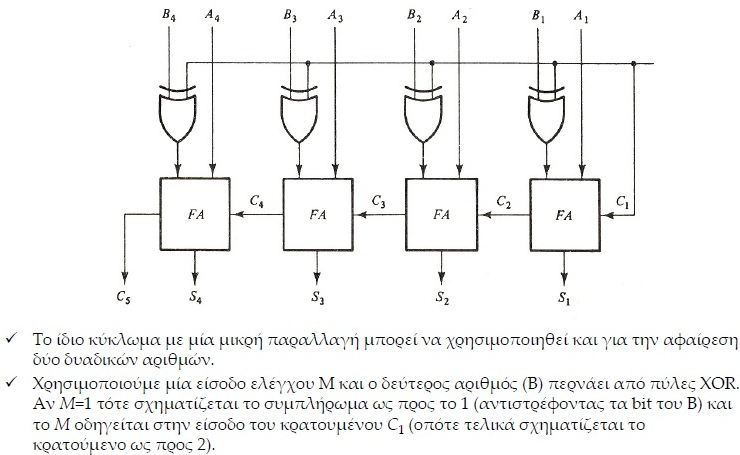 B4 A4 B3 A3 B2 A2 B1 A1
FA C4 FA C3 FA C2 FA C1
C5 S4 S3 S2 S1
✓ Το ίδιο κύκλωμα με μία μικρή παραλλαγή μπορεί να χρησιμοποιηθεί και για την αφαίρεση
δύο δυαδικών αριθμών.
✓ Χρησιμοποιούμε μία είσοδο ελέγχου Μ και ο δεύτερος αριθμός (Β) περνάει από πύλες XOR.
Αν M=1 τότε σχηματίζεται το συμπλήρωμα ως προς το 1 (αντιστρέφοντας τα bit του Β) και
το M οδηγείται στην είσοδο του κρατουμένου C1 (οπότε τελικά σχηματίζεται το
κρατούμενο ως προς 2).